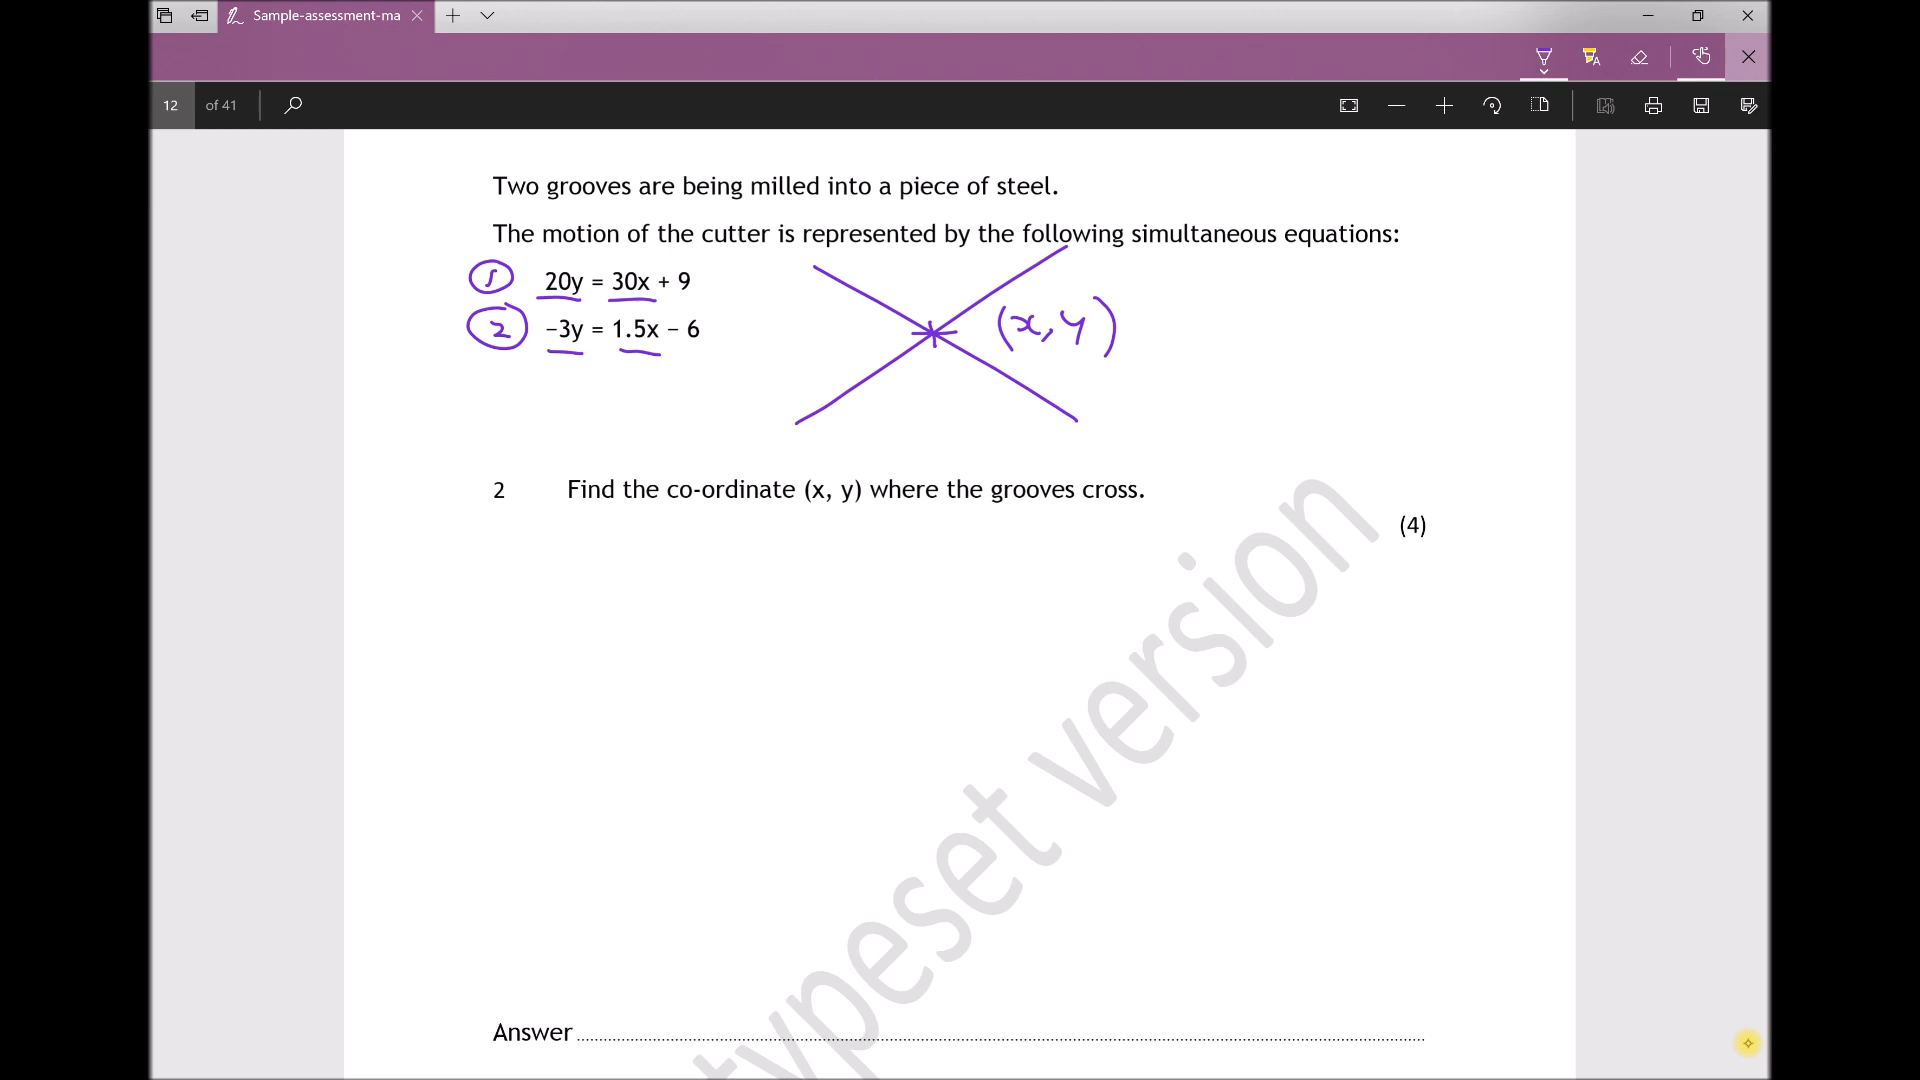 Sample-assessment-ma
12 of 41
Two grooves are being milled into a piece of steel.
The motion of the cutter is represented by the following simultaneous equations:
1 20y = 30x + 9
2 −3y = 1.5x − 6
(x, y)
2 Find the co-ordinate (x, y) where the grooves cross.
(4)
typeset version
Answer